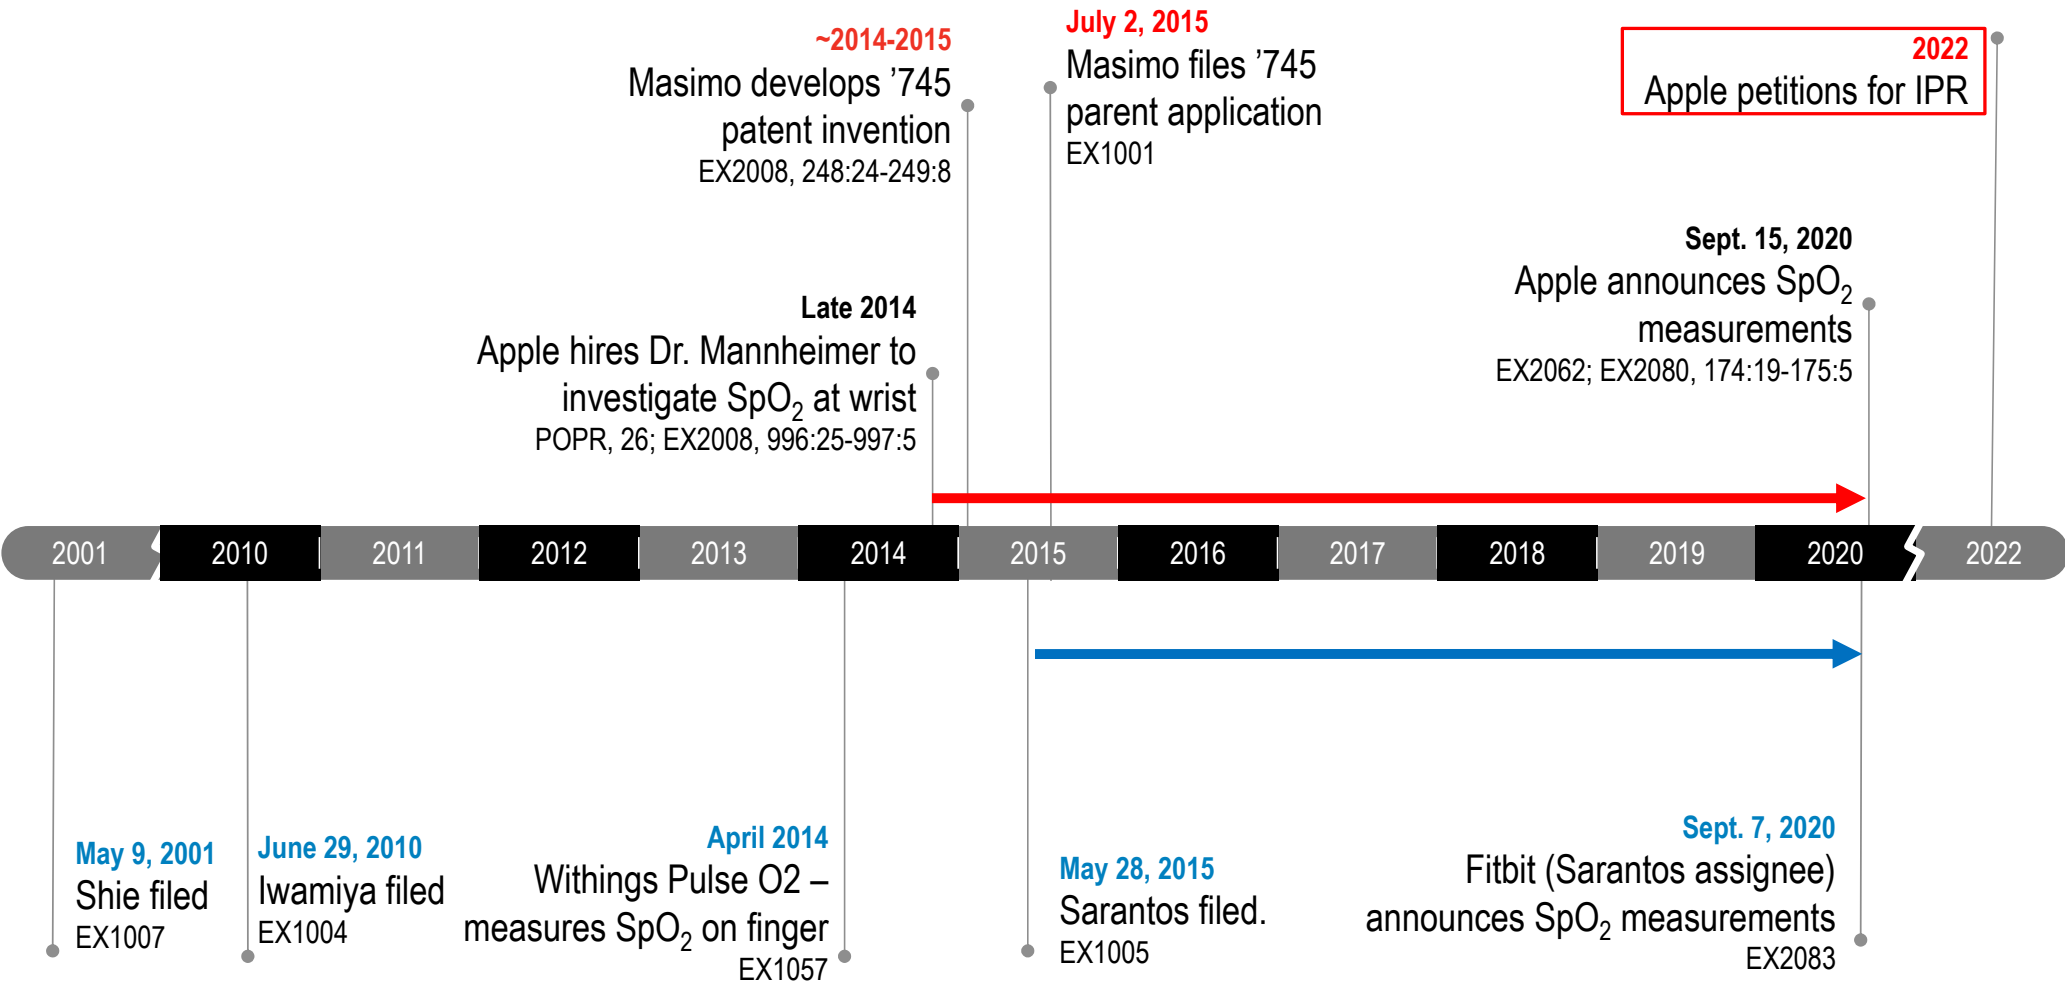 ~2014-2015
Masimo develops ’745
patent invention
EX2008, 248:24-249:8
July 2, 2015
Masimo files ’745
parent application
EX1001
2022
Apple petitions for IPR
Late 2014
Apple hires Dr. Mannheimer to
investigate SpO₂ at wrist
POPR, 26; EX2008, 996:25-997:5
Sept. 15, 2020
Apple announces SpO₂
measurements
EX2062; EX2080, 174:19-175:5
2001 2010 2011 2012 2013 2014 2015 2016 2017 2018 2019 2020 2022
May 9, 2001
Shie filed
EX1007
June 29, 2010
Iwamiya filed
EX1004
April 2014
Withings Pulse O2 –
measures SpO₂ on finger
EX1057
May 28, 2015
Sarantos filed.
EX1005
Sept. 7, 2020
Fitbit (Sarantos assignee)
announces SpO₂ measurements
EX2083